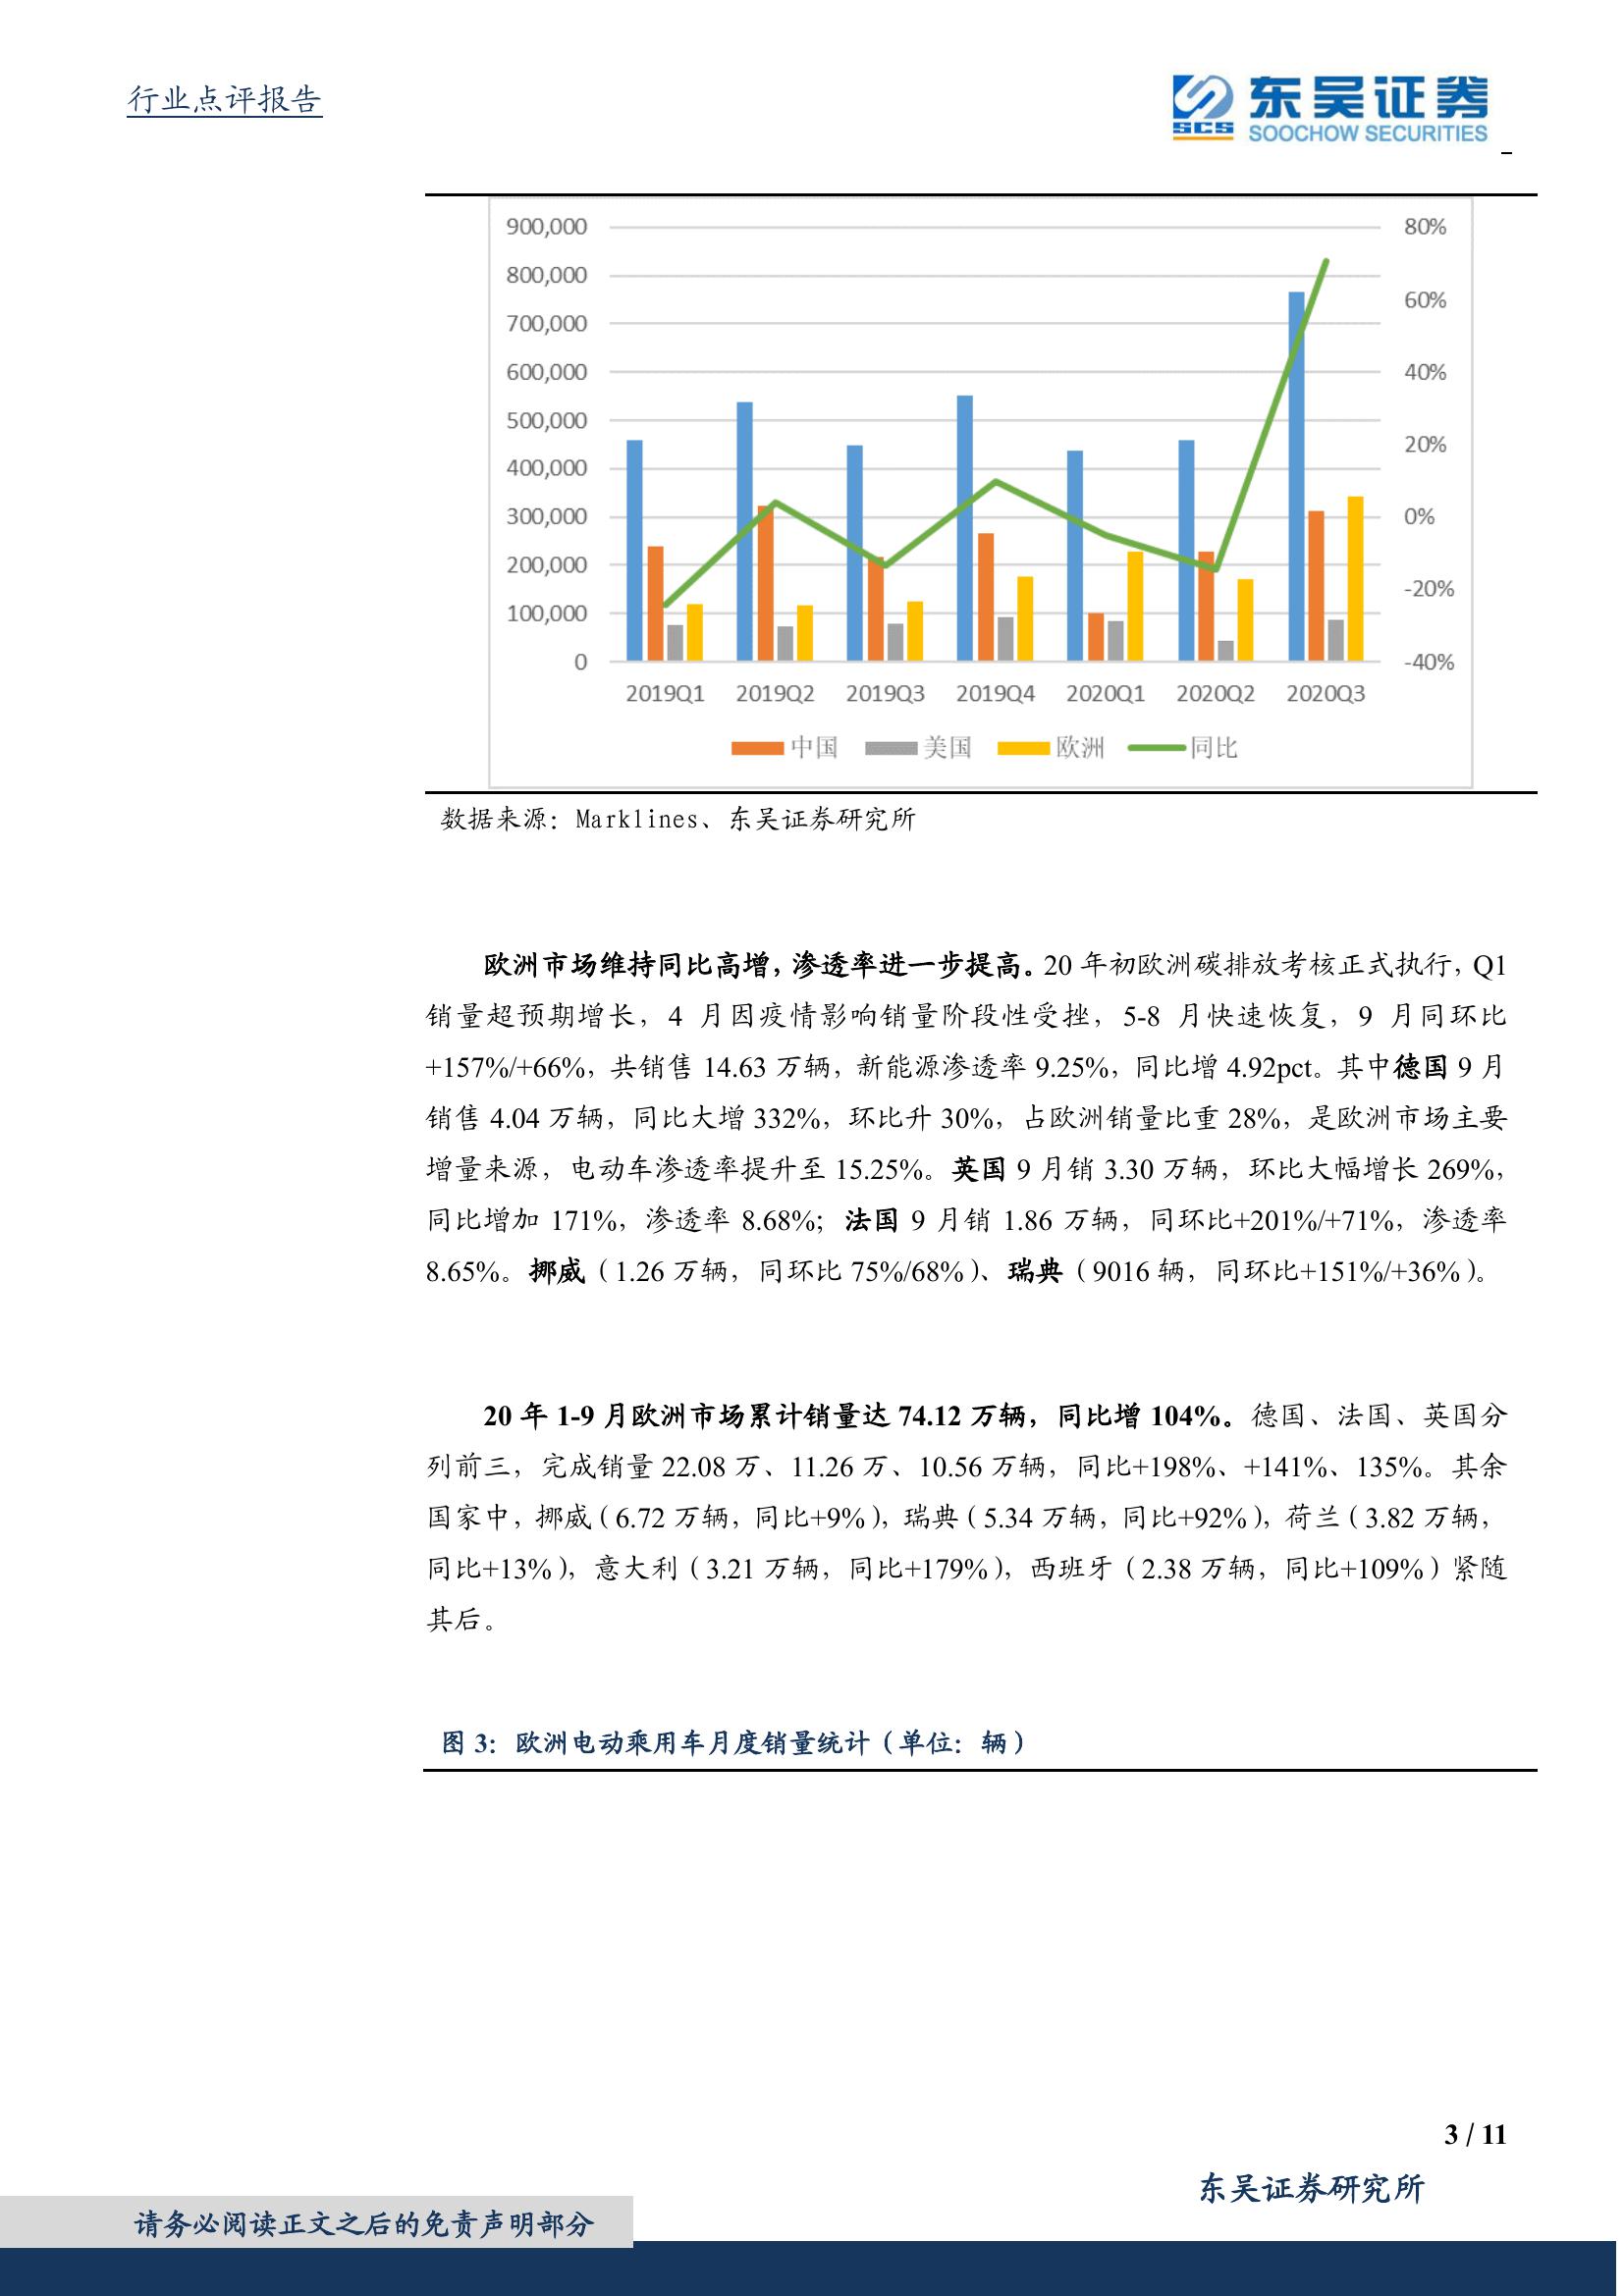 行业点评报告
东吴证券
SCS
SOOCHOW SECURITIES
900,000
800,000
700,000
600,000
500,000
400,000
300,000
200,000
100,000
0
80%
60%
40%
20%
0%
-20%
-40%
2019Q1 2019Q2 2019Q3 2019Q4 2020Q1 2020Q2 2020Q3
中国 美国 欧洲 同比
数据来源：Marklines、东吴证券研究所
欧洲市场维持同比高增，渗透率进一步提高。20 年初欧洲碳排放考核正式执行，Q1
销量超预期增长，4 月因疫情影响销量阶段性受挫，5-8 月快速恢复，9 月同环比
+157%/+66%，共销售 14.63 万辆，新能源渗透率 9.25%，同比增 4.92pct。其中德国 9 月
销售 4.04 万辆，同比大增 332%，环比升 30%，占欧洲销量比重 28%，是欧洲市场主要
增量来源，电动车渗透率提升至 15.25%。英国 9 月销 3.30 万辆，环比大幅增长 269%，
同比增加 171%，渗透率 8.68%；法国 9 月销 1.86 万辆，同环比+201%/+71%，渗透率
8.65%。挪威（1.26 万辆，同环比 75%/68%）、瑞典（9016 辆，同环比+151%/+36%）。
20 年 1-9 月欧洲市场累计销量达 74.12 万辆，同比增 104%。德国、法国、英国分
列前三，完成销量 22.08 万、11.26 万、10.56 万辆，同比+198%、+141%、135%。其余
国家中，挪威（6.72 万辆，同比+9%），瑞典（5.34 万辆，同比+92%），荷兰（3.82 万辆，
同比+13%），意大利（3.21 万辆，同比+179%），西班牙（2.38 万辆，同比+109%）紧随
其后。
图 3：欧洲电动乘用车月度销量统计（单位：辆）
3 / 11
东吴证券研究所
请务必阅读正文之后的免责声明部分